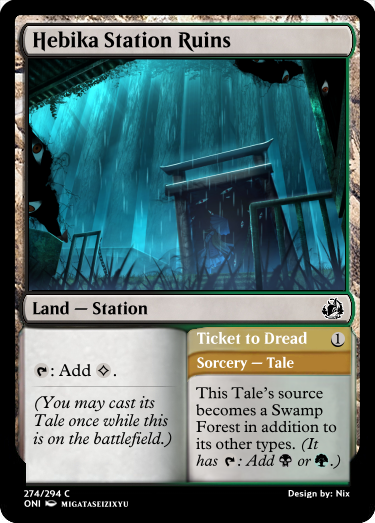 Hebika Station Ruins
Land — Station
: Add .
(You may cast its
Tale once while this
is on the battlefield.)
Ticket to Dread 1
Sorcery — Tale
This Tale's source
becomes a Swamp
Forest in addition to
its other types. (It
has : Add or .)
274/294 C
ONI MIGATASEIZIXYU
Design by: Nix